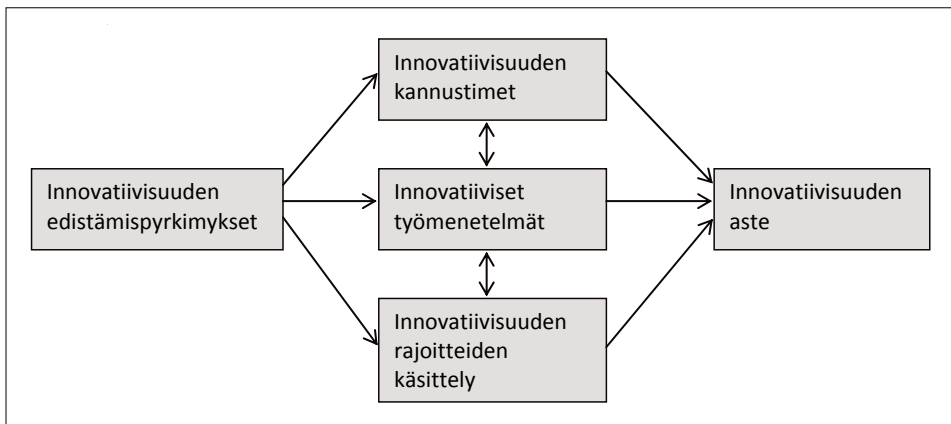 Innovatiivisuuden
kannustimet
Innovatiivisuuden
edistämispyrkimykset
Innovatiiviset
työmenetelmät
Innovatiivisuuden
aste
Innovatiivisuuden
rajoitteiden
käsittely